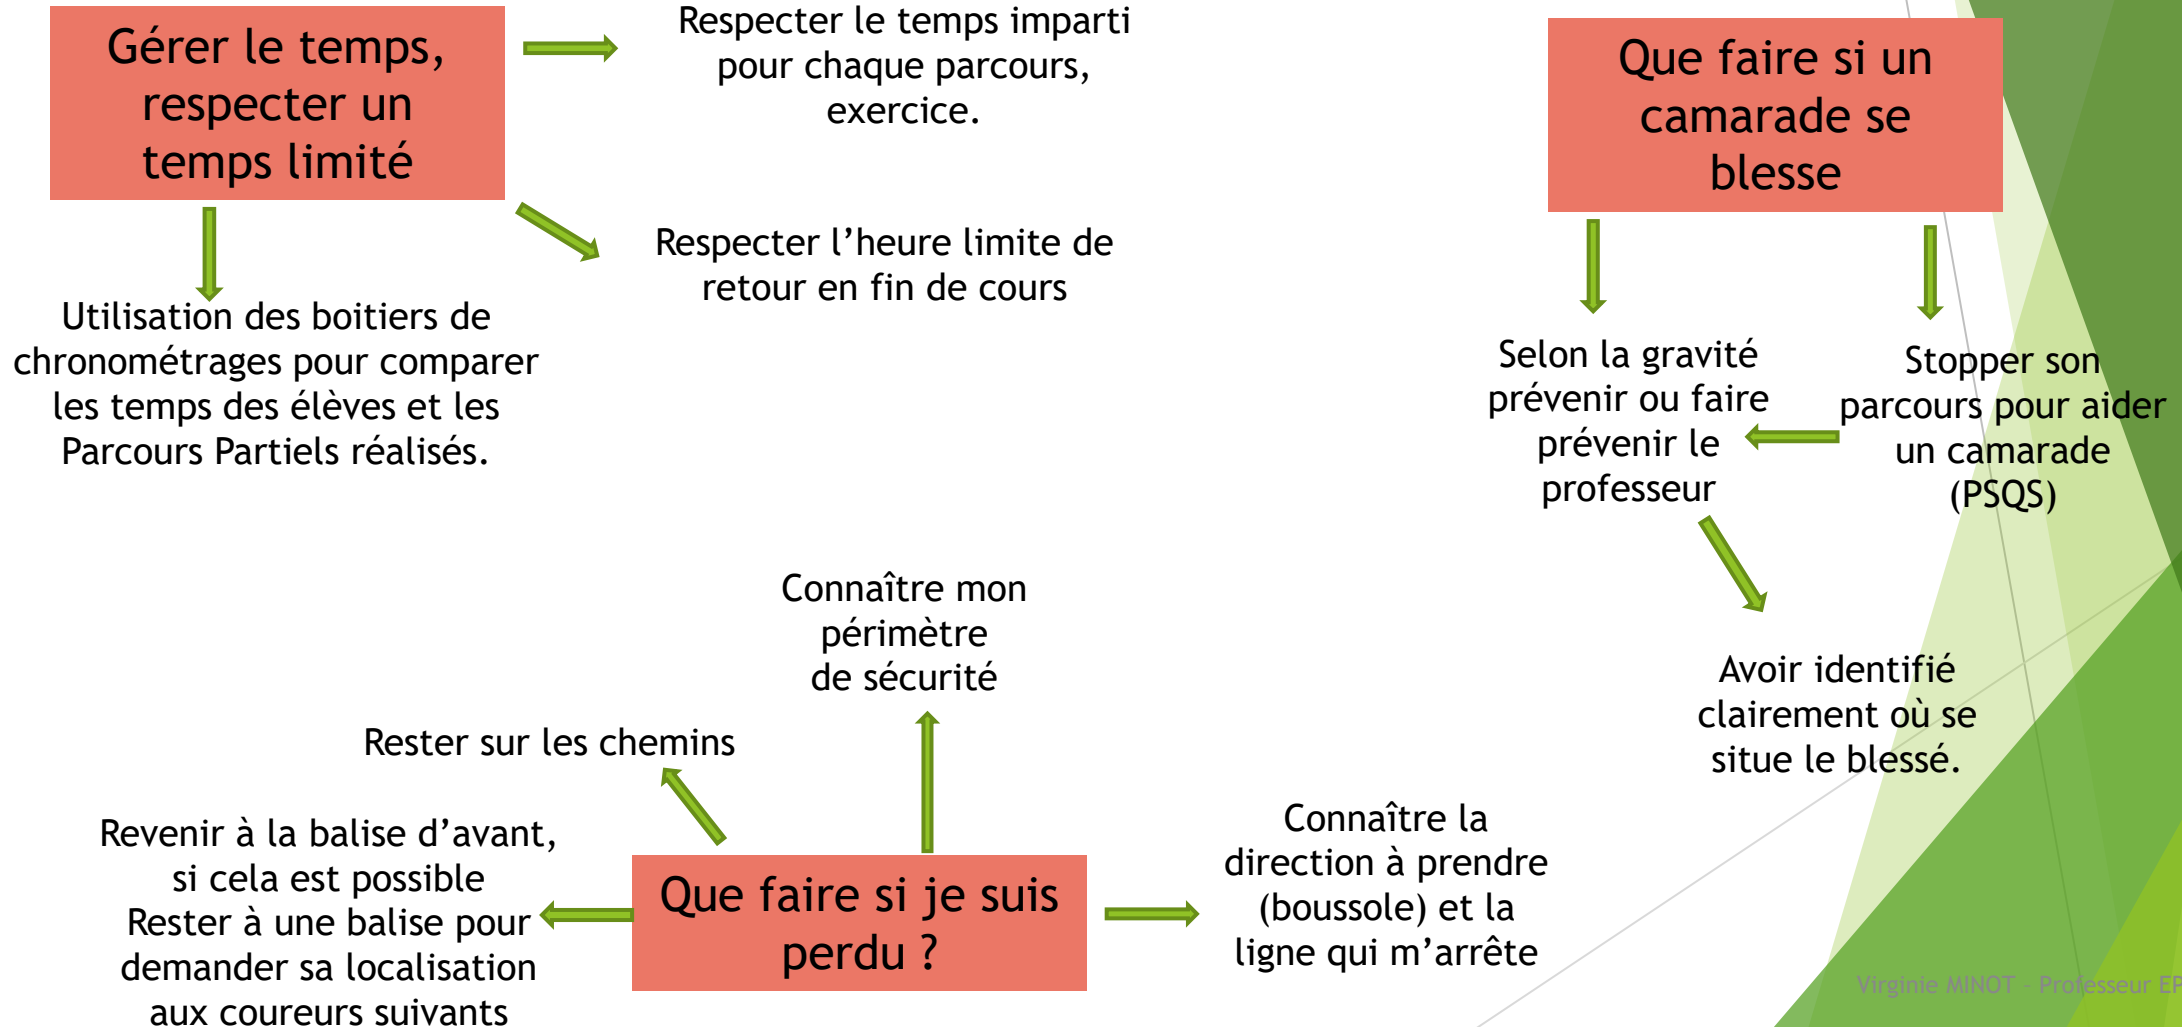 Gérer le temps,
respecter un
temps limité
Respecter le temps imparti
pour chaque parcours,
exercice.
Respecter l’heure limite de
retour en fin de cours
Utilisation des boitiers de
chronométrages pour comparer
les temps des élèves et les
Parcours Partiels réalisés.
Que faire si un
camarade se
blesse
Selon la gravité
prévenir ou faire
prévenir le
professeur
Stopper son
parcours pour aider
un camarade
(PSQS)
Avoir identifié
clairement où se
situe le blessé.
Connaître mon
périmètre
de sécurité
Rester sur les chemins
Revenir à la balise d’avant,
si cela est possible
Rester à une balise pour
demander sa localisation
aux coureurs suivants
Que faire si je suis
perdu ?
Connaître la
direction à prendre
(boussole) et la
ligne qui m’arrête
Virginie MINOT - Professeur EP